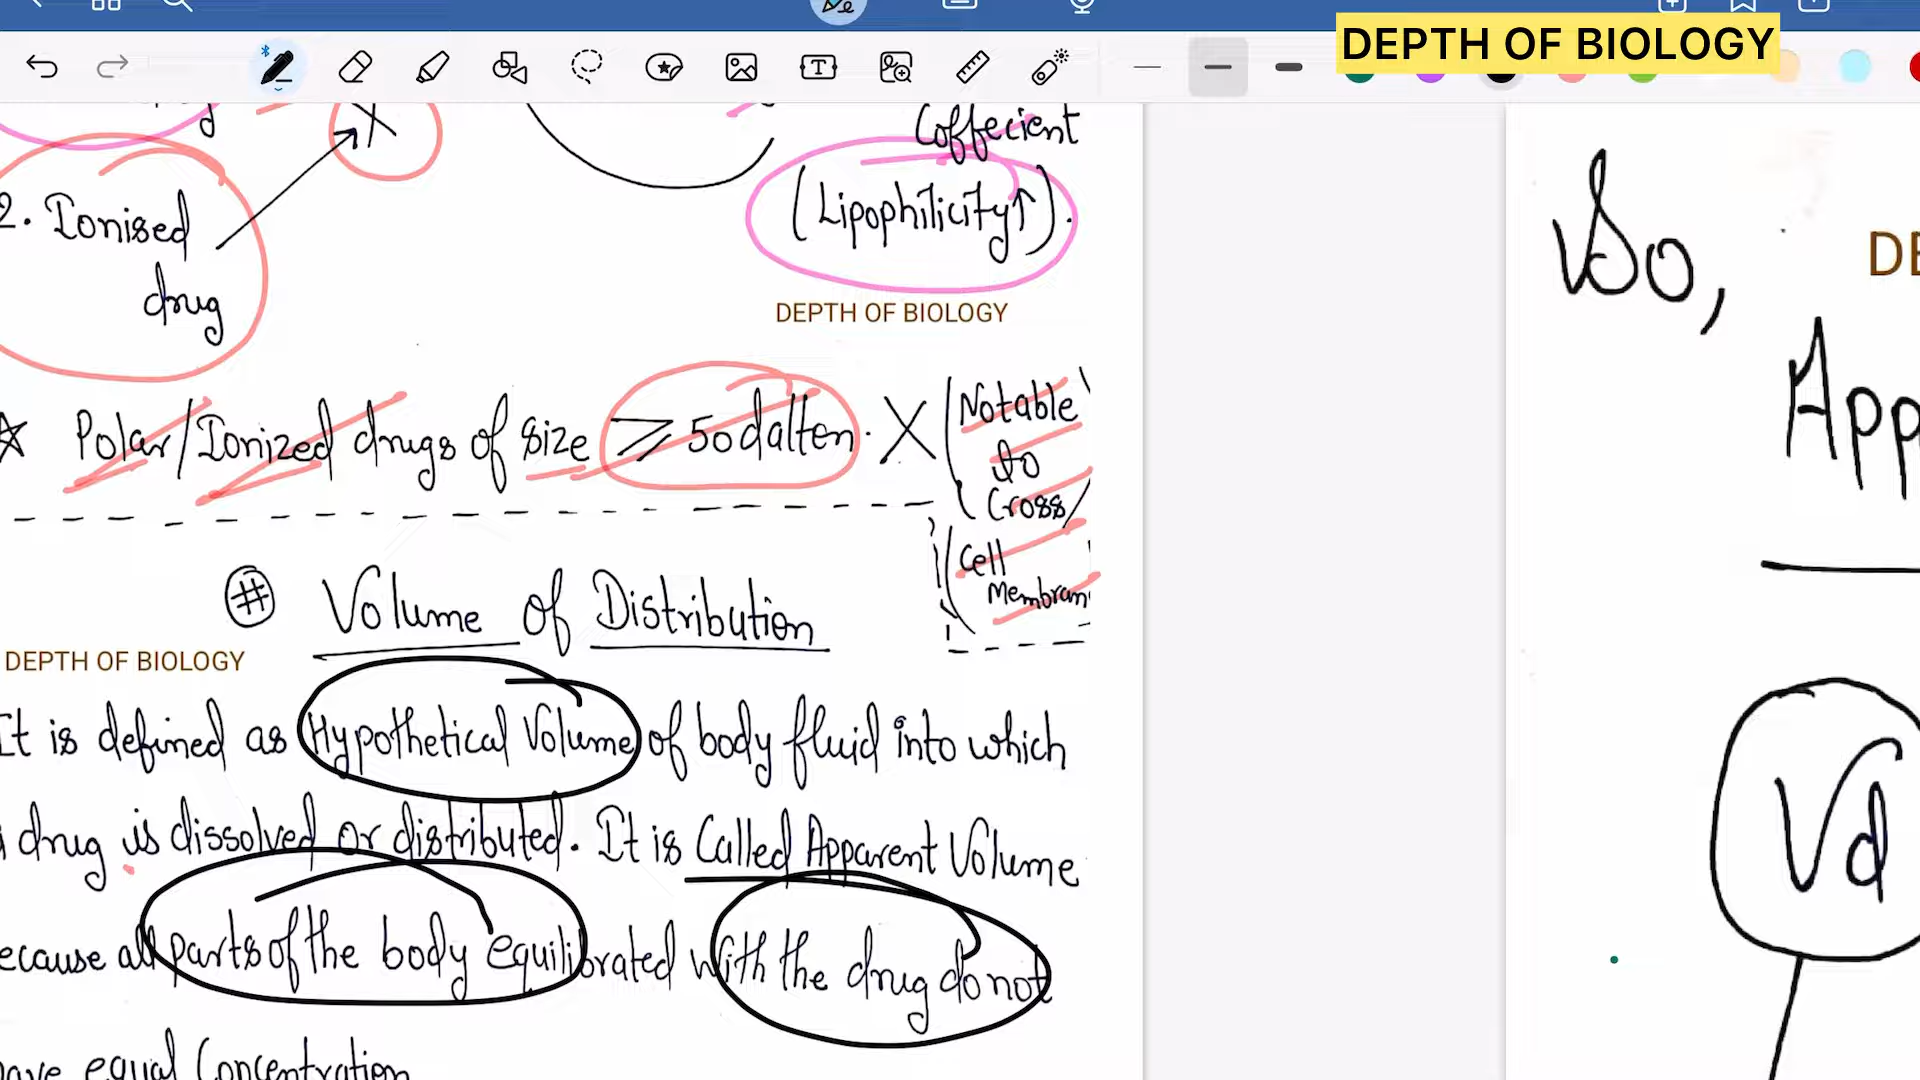 DEPTH OF BIOLOGY
Coffecient
(Lipophilicity↑).
2. Ionised
drug
DEPTH OF BIOLOGY
☆ Polar/Ionized drugs of size ⩾ 50 dalten. X (Notable
to
Cross/
Cell
Membran
# Volume of Distribution
DEPTH OF BIOLOGY
It is defined as Hypothetical Volume of body fluid into which
drug is dissolved or distributed. It is Called Apparent Volume
ecause all parts of the body equilibrated with the drug do not
ave equal Concentration
So,
DE
App
Vd